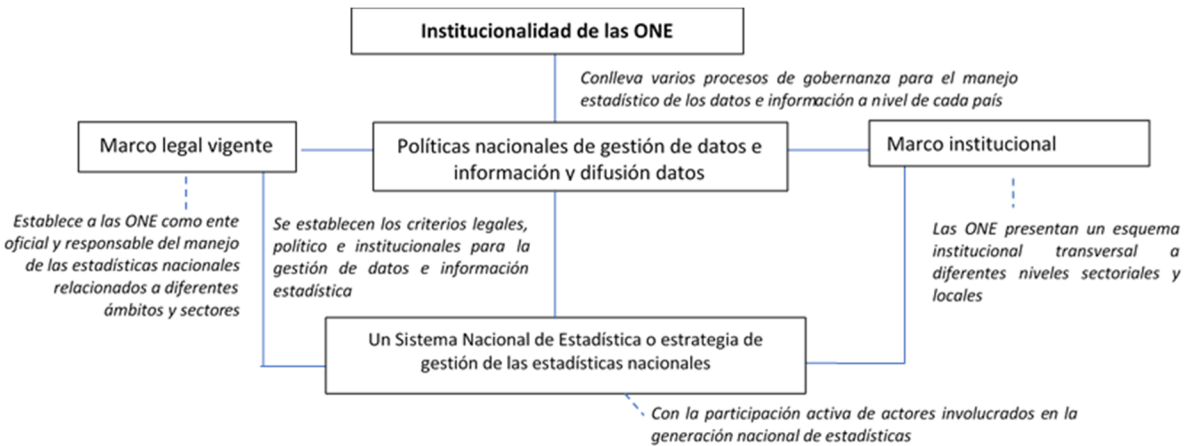 Institucionalidad de las ONE
Conlleva varios procesos de gobernanza para el manejo
estadístico de los datos e información a nivel de cada país
Marco legal vigente
Políticas nacionales de gestión de datos e
información y difusión datos
Marco institucional
Establece a las ONE como ente
oficial y responsable del manejo
de las estadísticas nacionales
relacionados a diferentes
ámbitos y sectores
Se establecen los criterios legales,
político e institucionales para la
gestión de datos e información
estadística
Las ONE presentan un esquema
institucional transversal a
diferentes niveles sectoriales y
locales
Un Sistema Nacional de Estadística o estrategia de
gestión de las estadísticas nacionales
Con la participación activa de actores involucrados en la
generación nacional de estadísticas